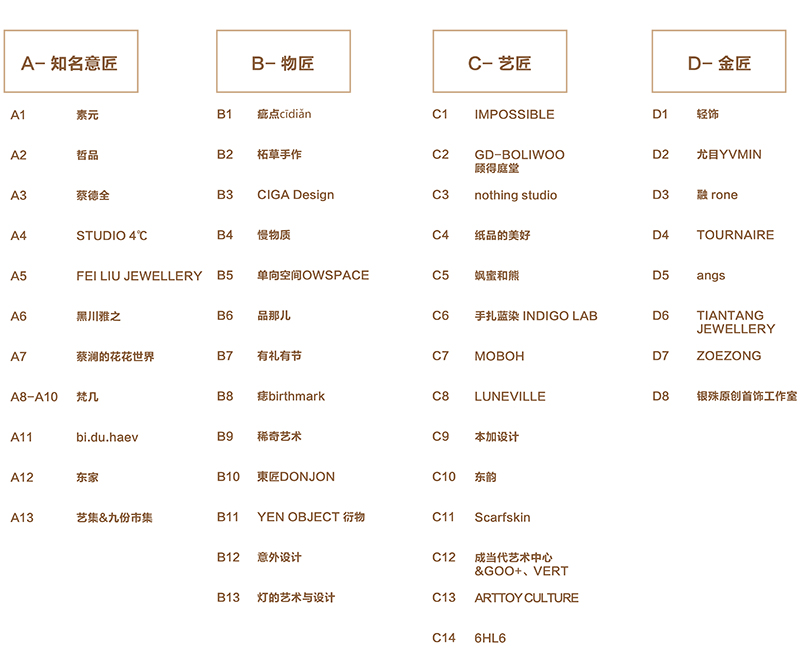 A- 知名意匠
A1 素元
A2 哲品
A3 蔡德全
A4 STUDIO 4℃
A5 FEI LIU JEWELLERY
A6 黑川雅之
A7 蔡澜的花花世界
A8-A10 梵几
A11 bi.du.haev
A12 东家
A13 艺集&九份市集
B- 物匠
B1 疵点cīdiǎn
B2 柘草手作
B3 CIGA Design
B4 慢物质
B5 单向空间OWSPACE
B6 品那儿
B7 有礼有节
B8 痣birthmark
B9 稀奇艺术
B10 東匠DONJON
B11 YEN OBJECT 衍物
B12 意外设计
B13 灯的艺术与设计
C- 艺匠
C1 IMPOSSIBLE
C2 GD-BOLIWOO
顾得庭堂
C3 nothing studio
C4 纸品的美好
C5 飒蜜和熊
C6 手扎蓝染 INDIGO LAB
C7 MOBOH
C8 LUNEVILLE
C9 本加设计
C10 东韵
C11 Scarfskin
C12 成当代艺术中心
&GOO+、VERT
C13 ARTTOY CULTURE
C14 6HL6
D- 金匠
D1 轻饰
D2 尤目YVMIN
D3 融 rone
D4 TOURNAIRE
D5 angs
D6 TIANTANG
JEWELLERY
D7 ZOEZONG
D8 银殊原创首饰工作室